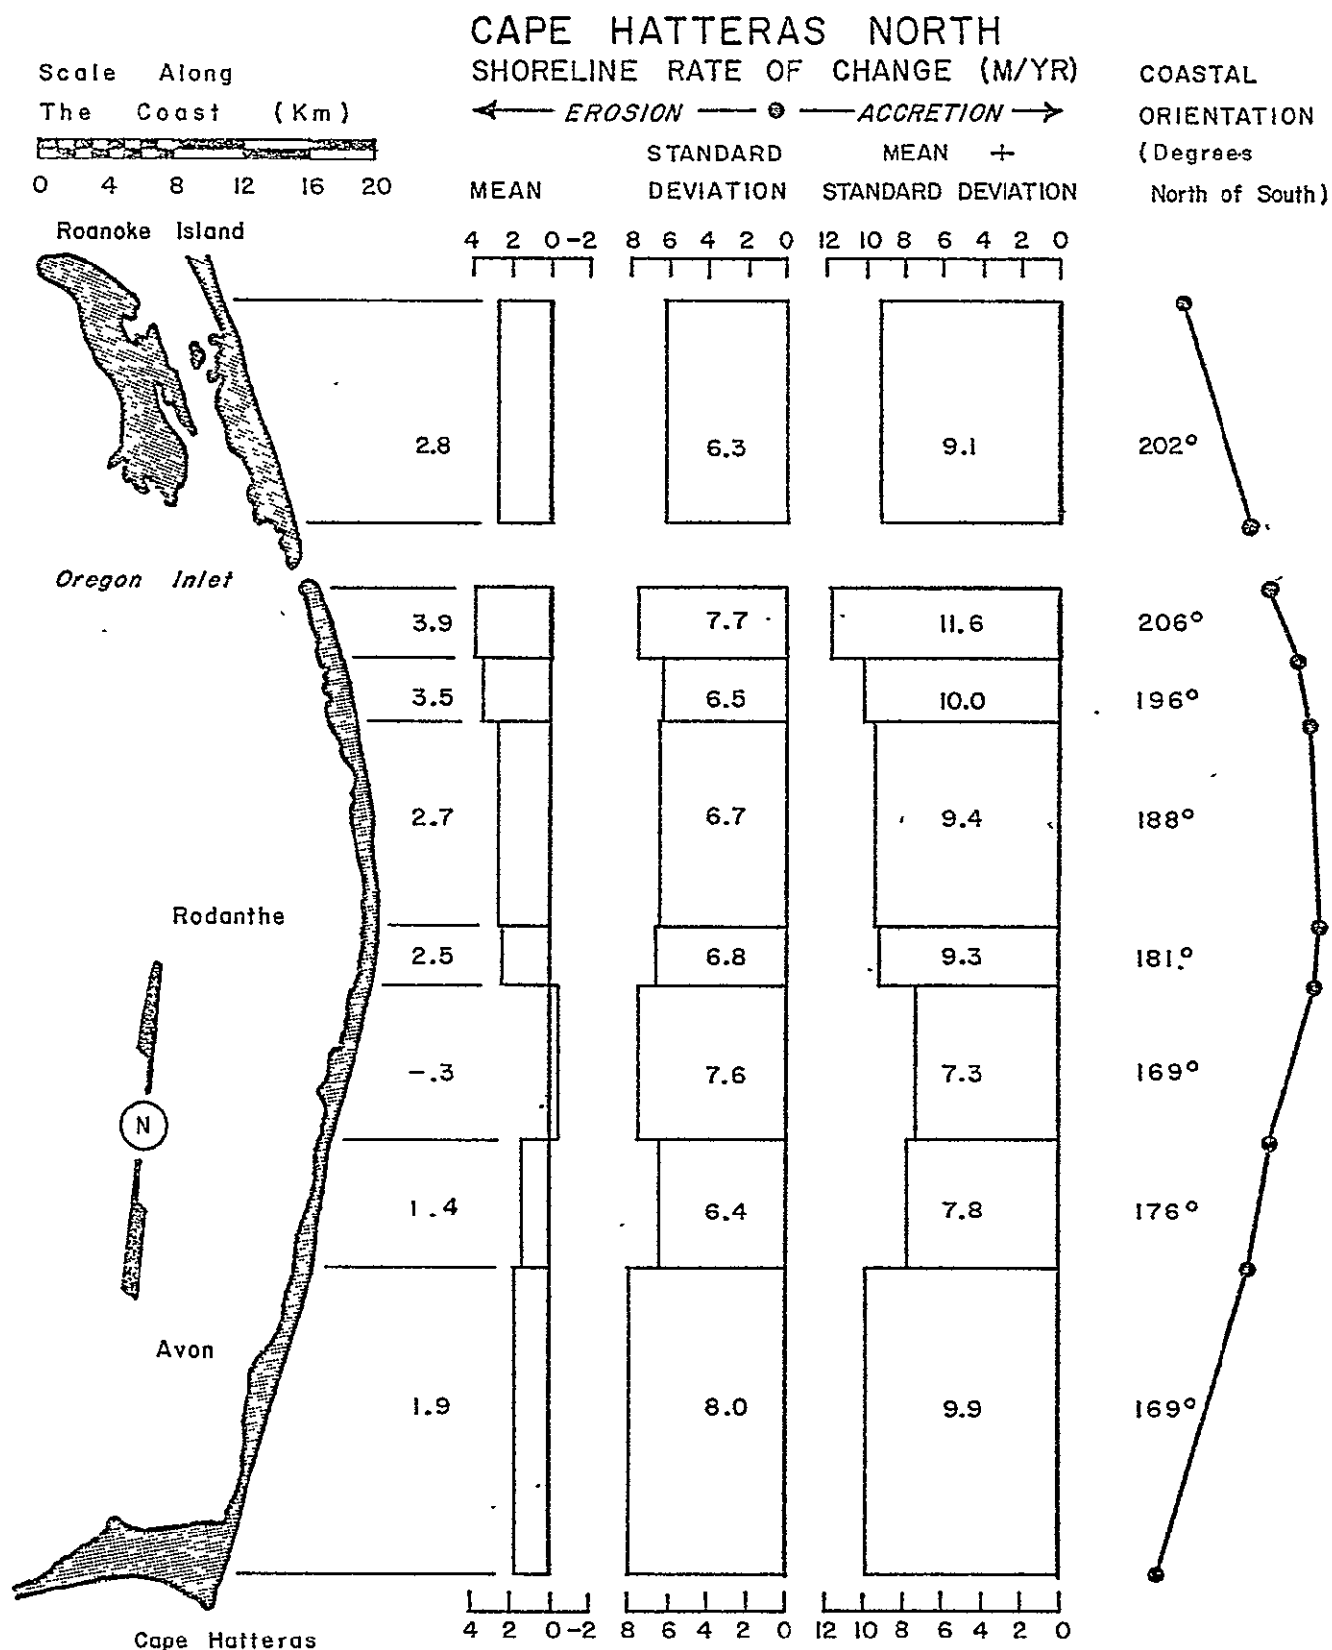 CAPE HATTERAS NORTH
SHORELINE RATE OF CHANGE (M/YR)
EROSION ACCRETION
Scale Along
The Coast (Km)
0 4 8 12 16 20
MEAN
STANDARD
DEVIATION
MEAN +
STANDARD DEVIATION
COASTAL
ORIENTATION
(Degrees
North of South)
4 2 0 -2 8 6 4 2 0 12 10 8 6 4 2 0
Roanoke Island
2.8 6.3 9.1 202°
Oregon Inlet
3.9 7.7 11.6 206°
3.5 6.5 10.0 196°
2.7 6.7 9.4 188°
Rodanthe
2.5 6.8 9.3 181°
-.3 7.6 7.3 169°
N
1.4 6.4 7.8 176°
Avon
1.9 8.0 9.9 169°
4 2 0 -2 8 6 4 2 0 12 10 8 6 4 2 0
Cape Hatteras